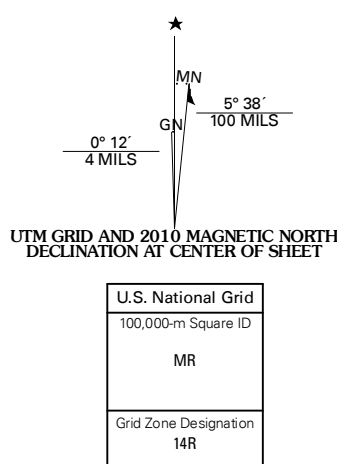 ★
MN
5° 38´
100 MILS
GN
0° 12´
4 MILS
UTM GRID AND 2010 MAGNETIC NORTH
DECLINATION AT CENTER OF SHEET
U.S. National Grid
100,000-m Square ID
MR
Grid Zone Designation
14R